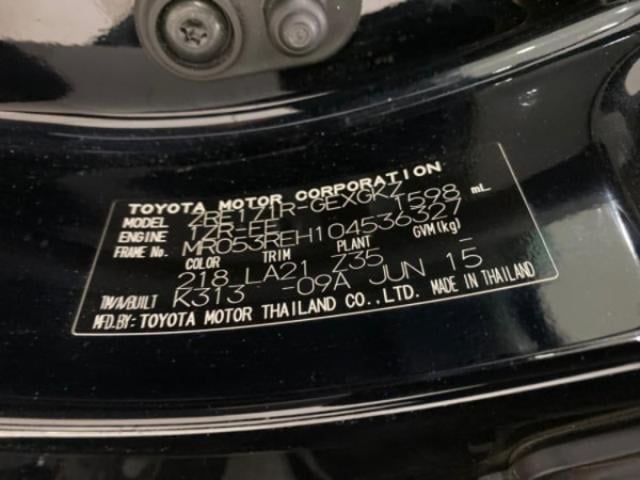 TOYOTA MOTOR CORPORATION
MODEL ZRE171R-GEXGKZ
ENGINE 1ZR-FE 1598 mL
FRAME No. MR053REH104536327
COLOR TRIM PLANT GVM(kg)
218 LA21 Z35 -
T/M/A/BUILT K313 -09A JUN 15
MFD.BY: TOYOTA MOTOR THAILAND CO.,LTD. MADE IN THAILAND